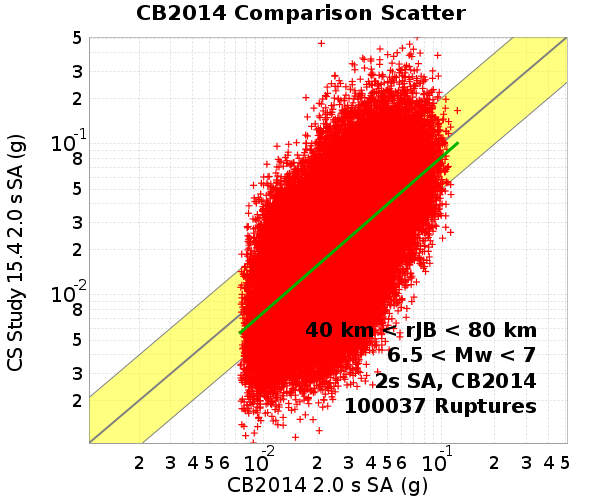 CB2014 Comparison Scatter
5
3
2
10-1
8
5
3
2
10-2
8
5
3
2
CS Study 15.4 2.0 s SA (g)
40 km < rJB < 80 km
6.5 < Mw < 7
2s SA, CB2014
100037 Ruptures
2 3 4 5 6 10-2 2 3 4 5 6 10-1 2 3 4 5
CB2014 2.0 s SA (g)